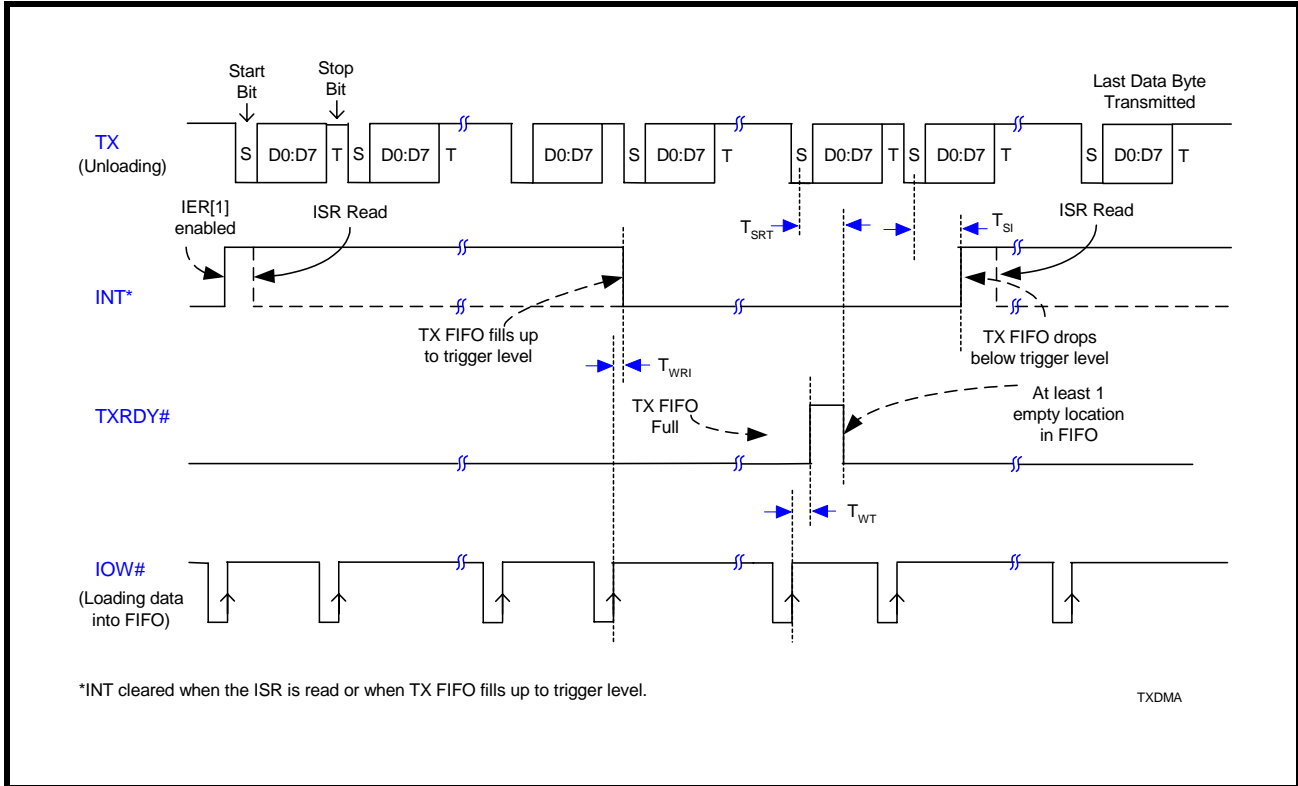 Start
Bit
Stop
Bit
Last Data Byte
Transmitted
TX
(Unloading)
S D0:D7 T S D0:D7 T D0:D7 S D0:D7 T S D0:D7 T S D0:D7 T S D0:D7 T
IER[1]
enabled
ISR Read
TSRT
TSI
ISR Read
INT*
TX FIFO fills up
to trigger level
TX FIFO drops
below trigger level
TWRI
TXRDY#
TX FIFO
Full
At least 1
empty location
in FIFO
TWT
IOW#
(Loading data
into FIFO)
*INT cleared when the ISR is read or when TX FIFO fills up to trigger level.
TXDMA